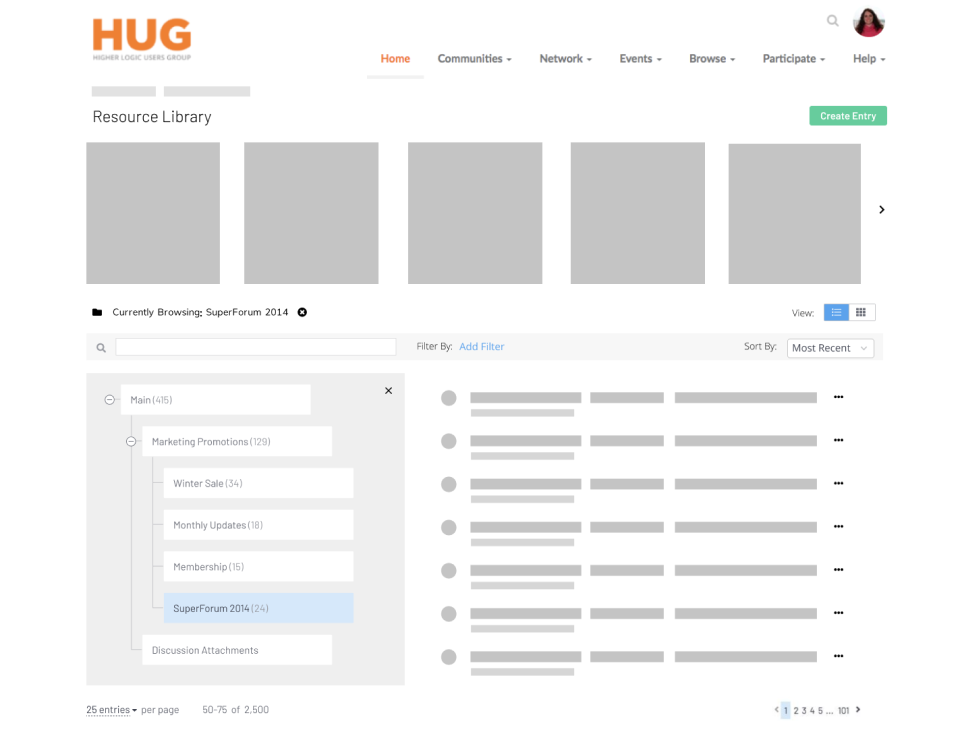 HUG
HIGHER LOGIC USERS GROUP
Home Communities Network Events Browse Participate Help
Resource Library
Create Entry
Currently Browsing: SuperForum 2014
View:
Filter By: Add Filter
Sort By: Most Recent
Main (415)
Marketing Promotions (129)
Winter Sale (34)
Monthly Updates (18)
Membership (15)
SuperForum 2014 (24)
Discussion Attachments
25 entries per page 50-75 of 2,500
1 2 3 4 5 ... 101